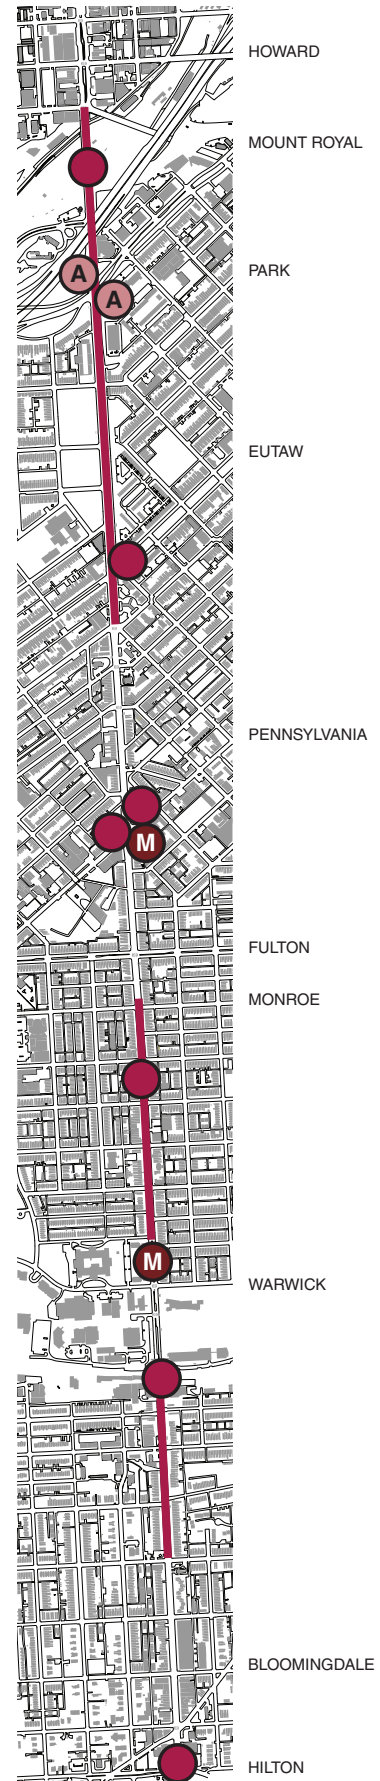 HOWARD
MOUNT ROYAL
PARK
A
A
EUTAW
PENNSYLVANIA
M
FULTON
MONROE
M
WARWICK
BLOOMINGDALE
HILTON